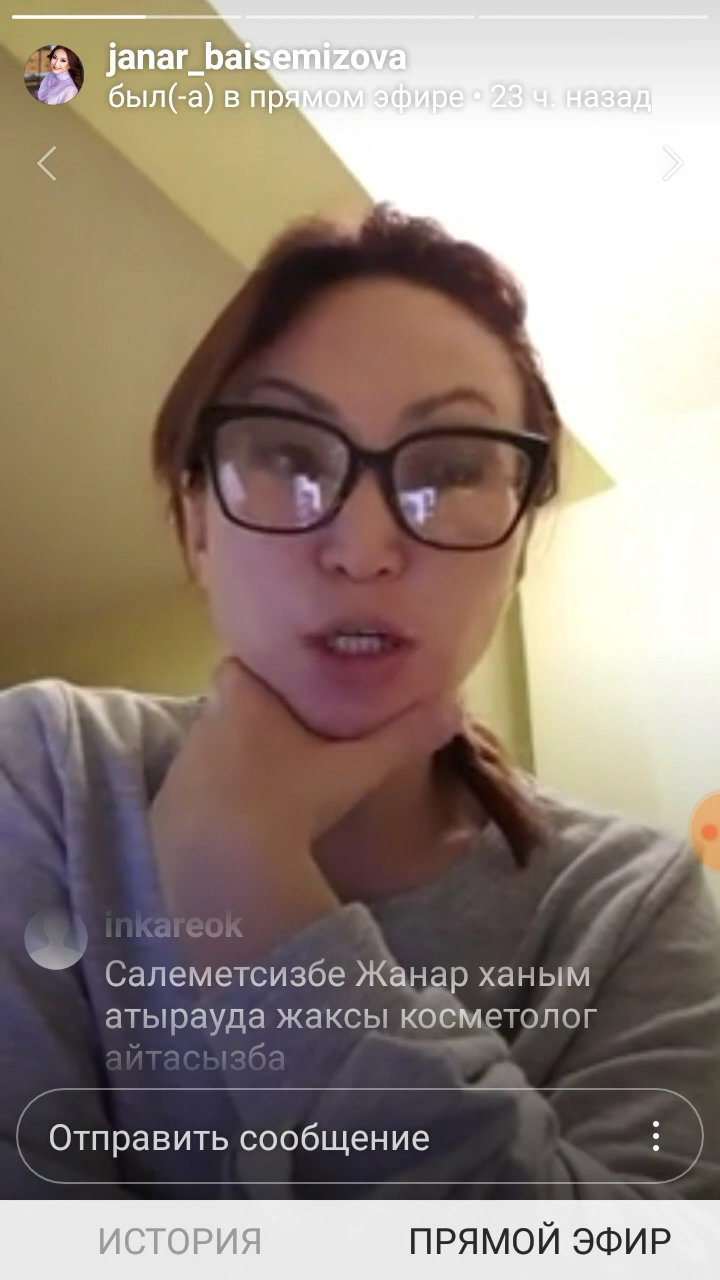 janar_baisemizova
был(-а) в прямом эфире • 23 ч. назад
inkareok
Салеметсизбе Жанар ханым
атырауда жаксы косметолог
айтасызба
Отправить сообщение
ИСТОРИЯ
ПРЯМОЙ ЭФИР